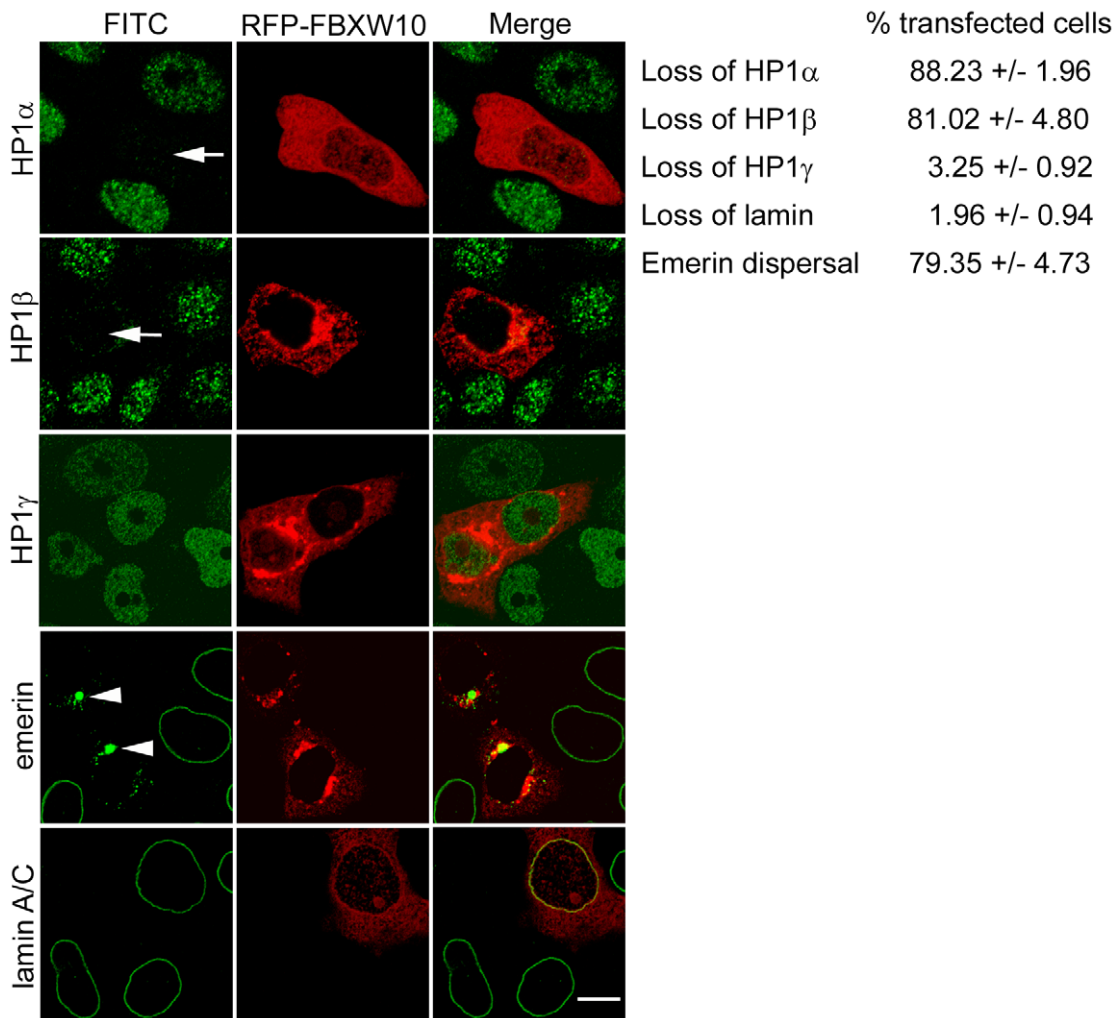 FITC RFP-FBXW10 Merge % transfected cells
HP1α
HP1β
HP1γ
emerin
lamin A/C
Loss of HP1α 88.23 +/- 1.96
Loss of HP1β 81.02 +/- 4.80
Loss of HP1γ 3.25 +/- 0.92
Loss of lamin 1.96 +/- 0.94
Emerin dispersal 79.35 +/- 4.73